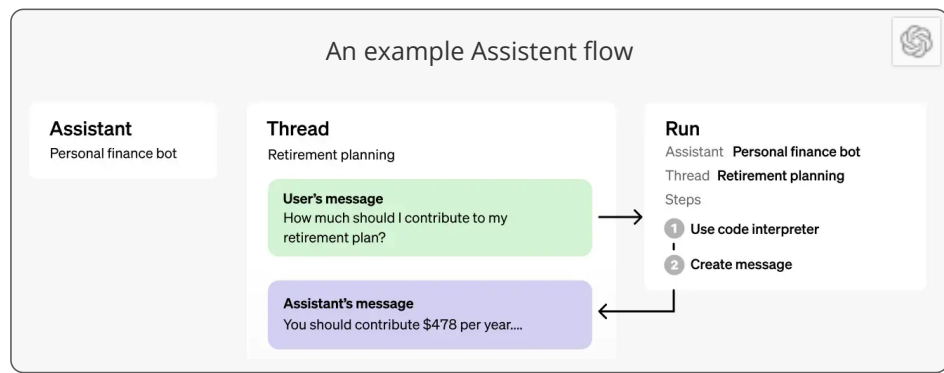 An example Assistent flow
Assistant
Personal finance bot
Thread
Retirement planning
User's message
How much should I contribute to my
retirement plan?
Assistant's message
You should contribute $478 per year....
Run
Assistant Personal finance bot
Thread Retirement planning
Steps
1 Use code interpreter
2 Create message